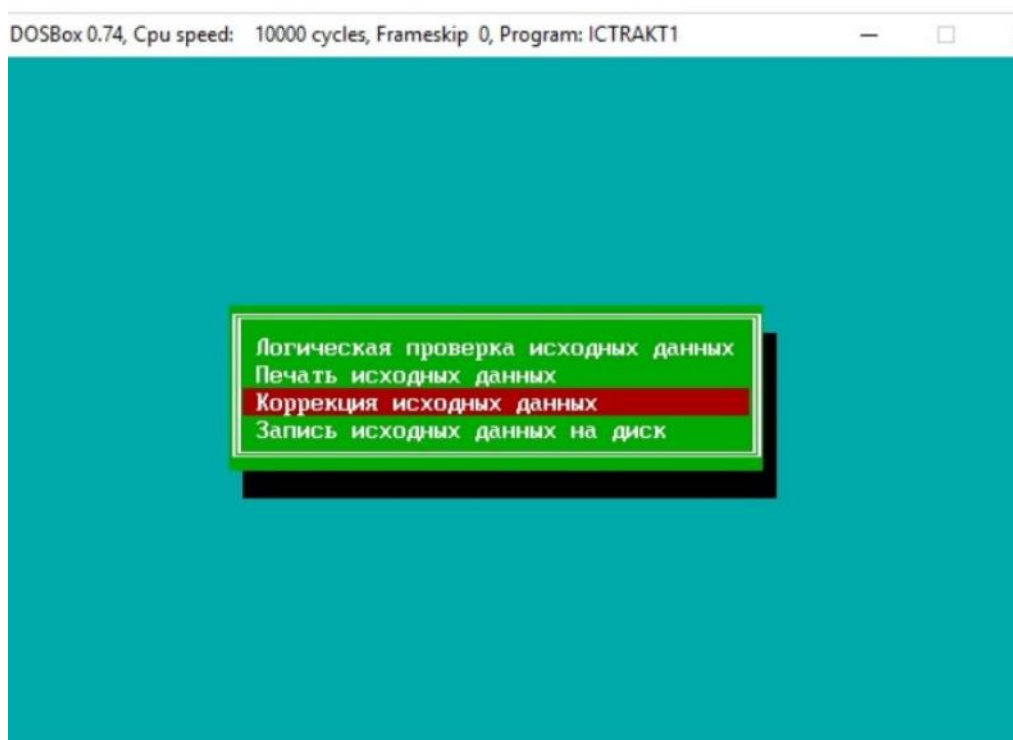 DOSBox 0.74, Cpu speed: 10000 cycles, Frameskip 0, Program: ICTRAKT1
Логическая проверка исходных данных
Печать исходных данных
Коррекция исходных данных
Запись исходных данных на диск